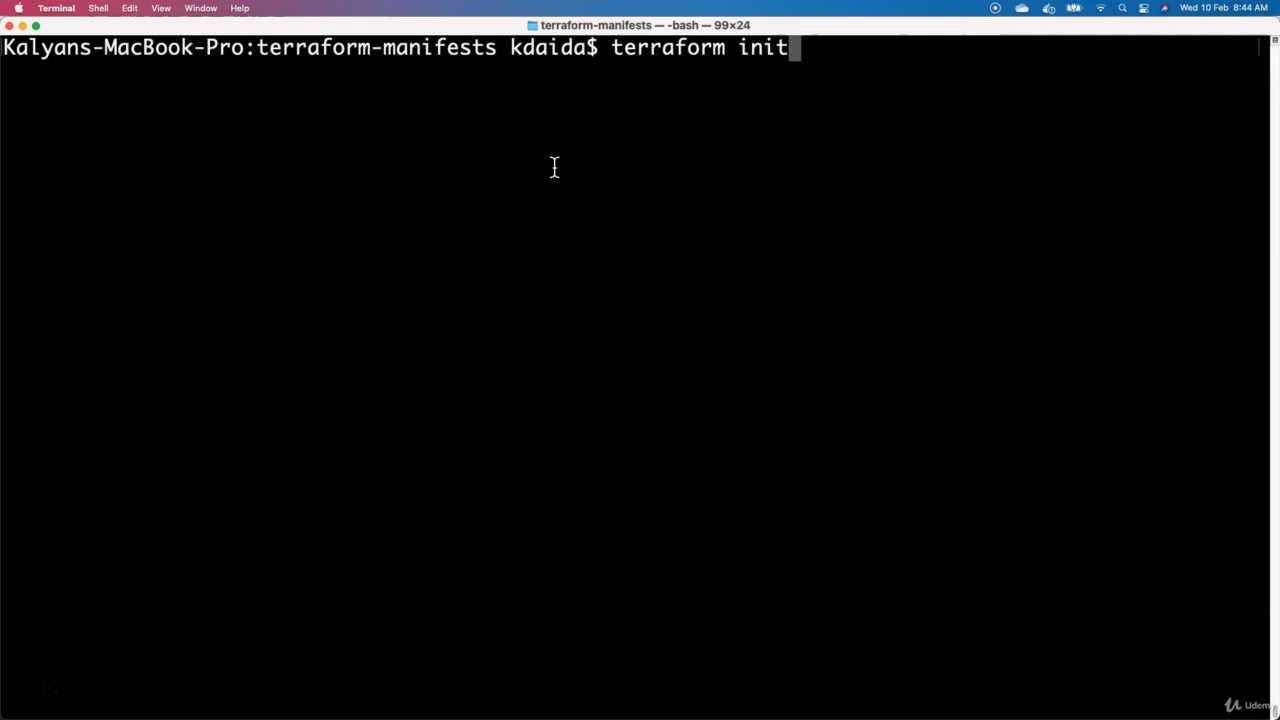 Terminal Shell Edit View Window Help Wed 10 Feb 8:44 AM
terraform-manifests — -bash — 99×24
Kalyans-MacBook-Pro:terraform-manifests kdaida$ terraform init
Udemy